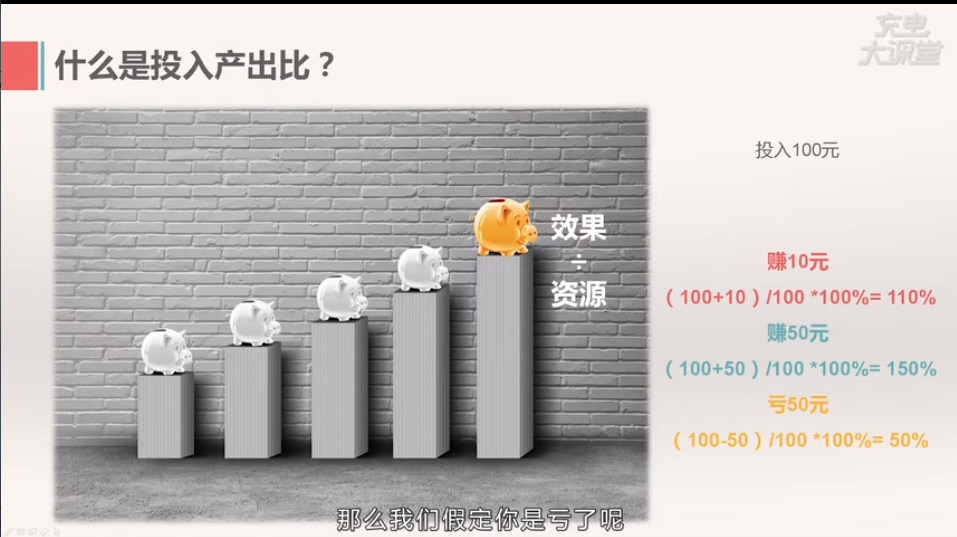 充电
大课堂
什么是投入产出比？
投入100元
效果
÷
资源
赚10元
（100+10）/100 *100%= 110%
赚50元
（100+50）/100 *100%= 150%
亏50元
（100-50）/100 *100%= 50%
那么我们假定你是亏了呢